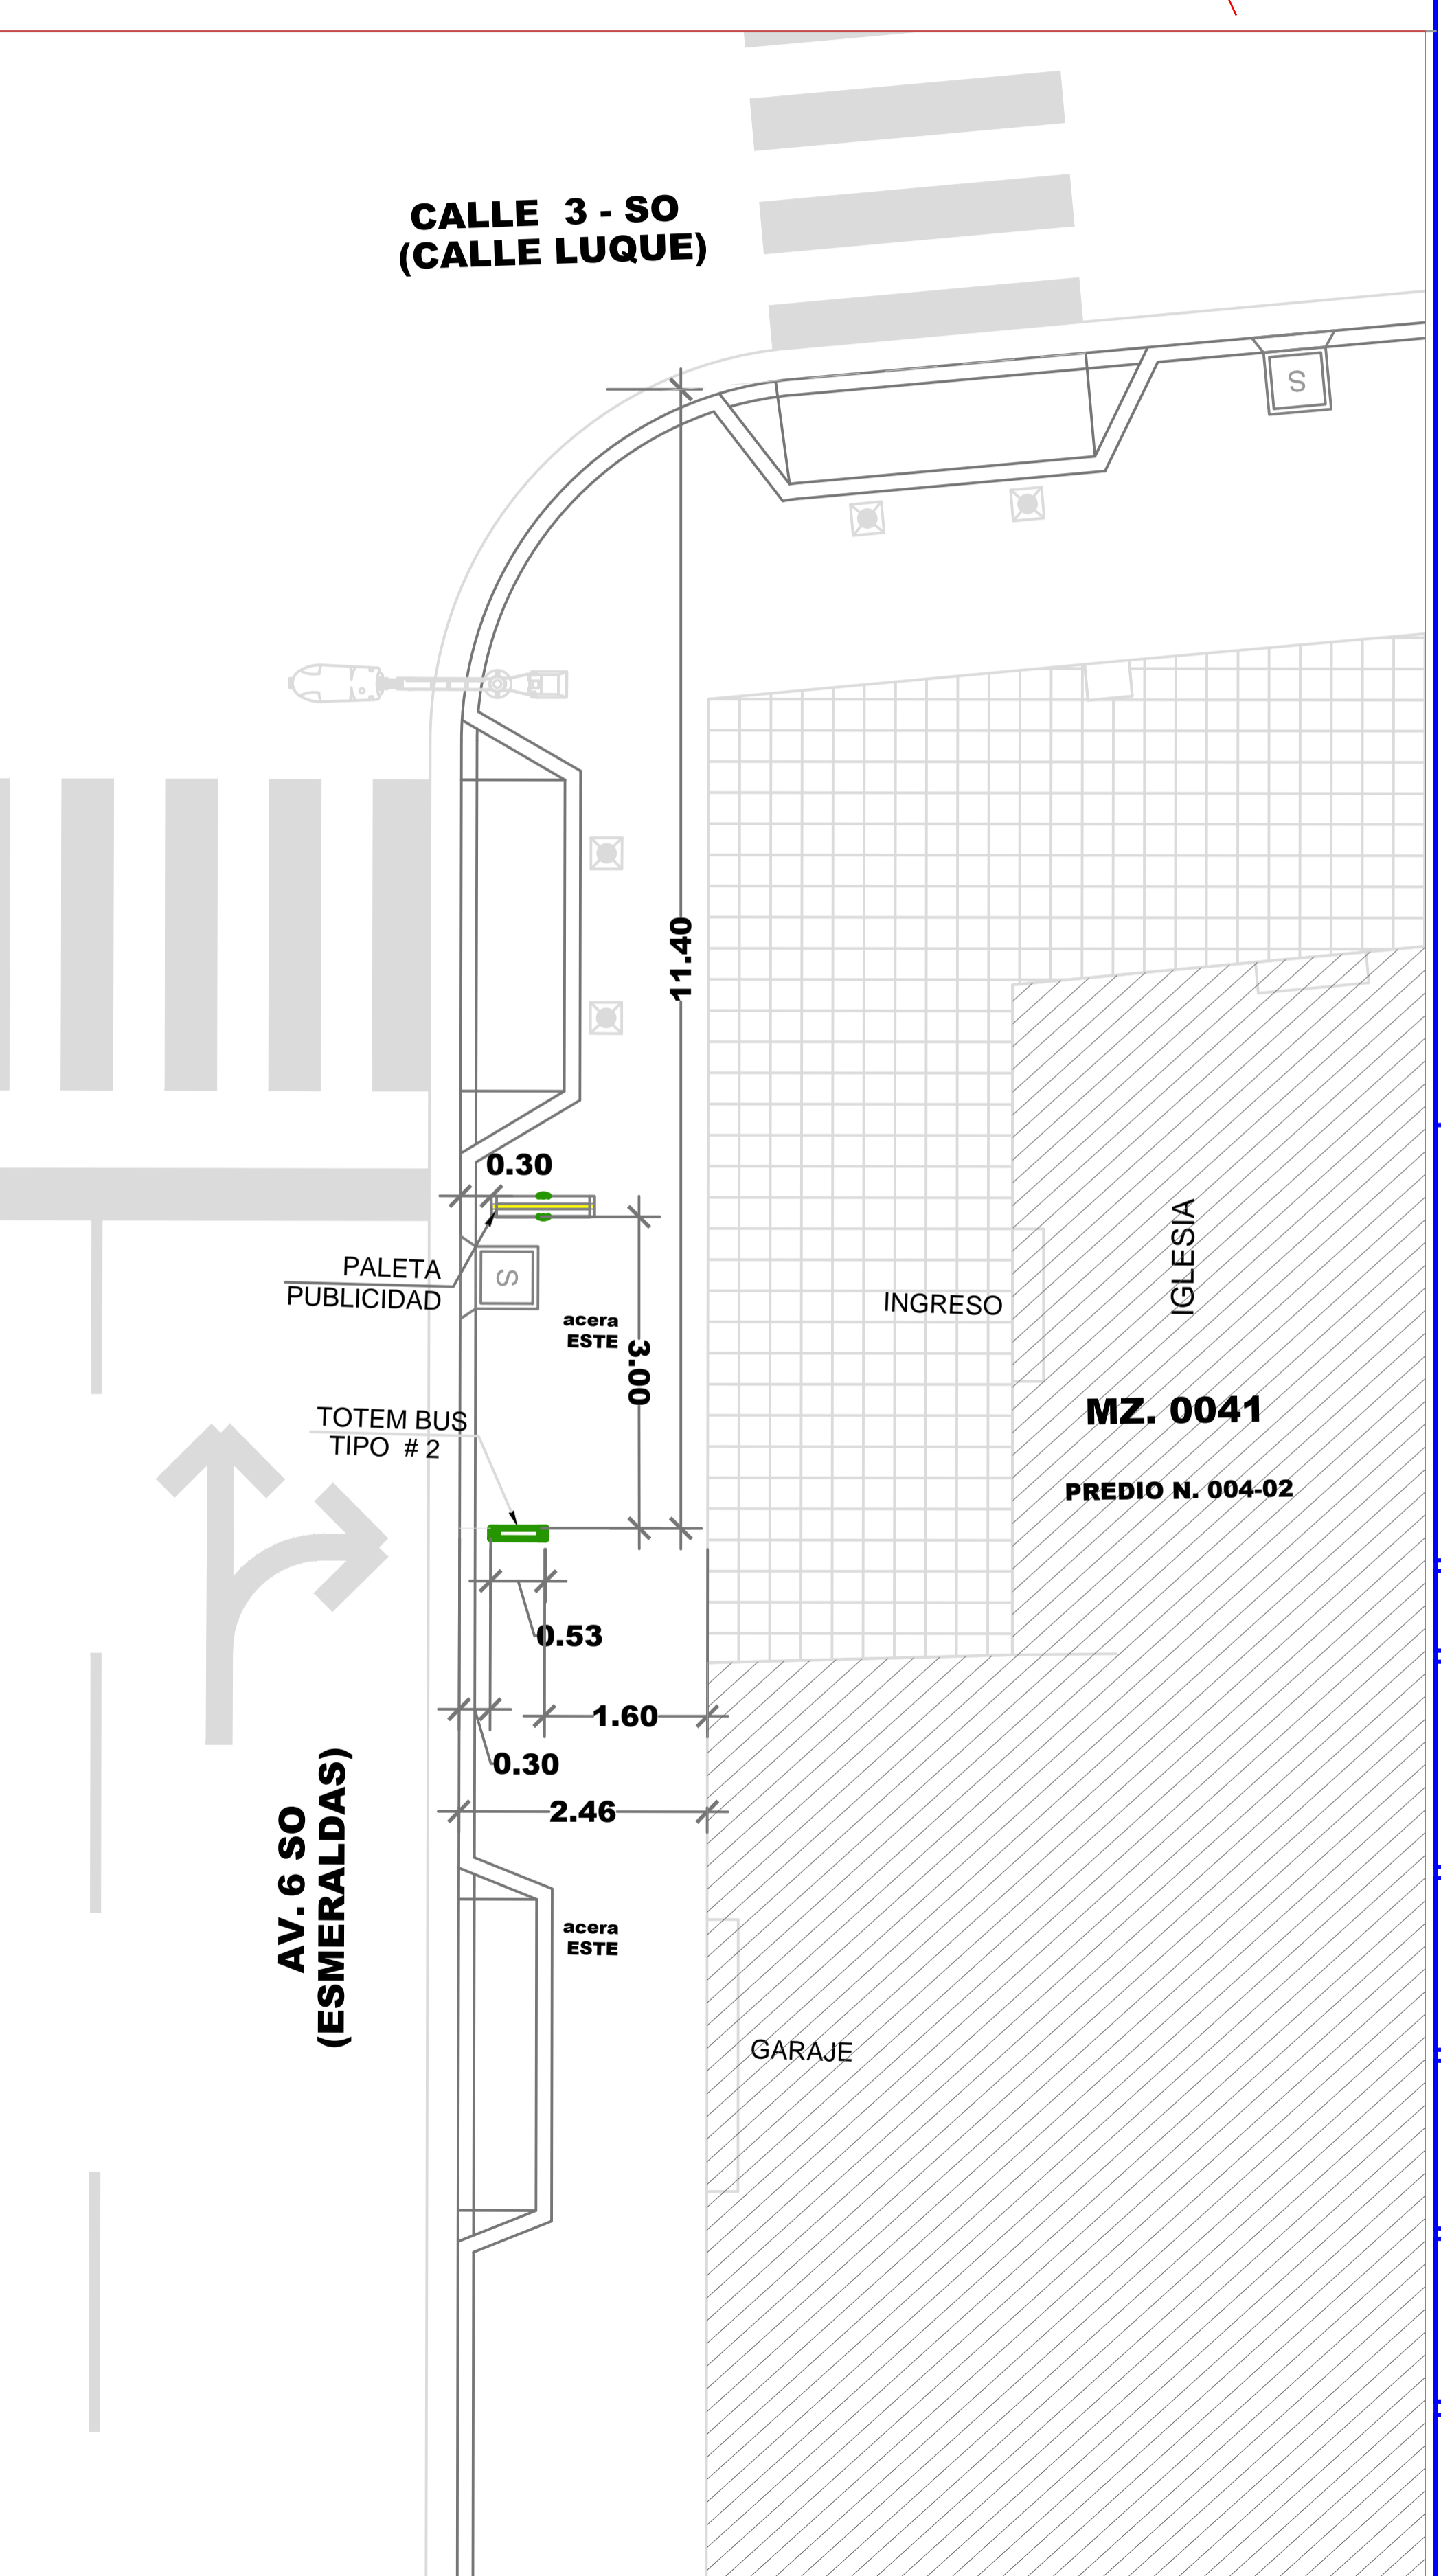 CALLE 3 - SO
(CALLE LUQUE)
S
11.40
0.30
PALETA
PUBLICIDAD
S
acera
ESTE
3.00
INGRESO
IGLESIA
MZ. 0041
PREDIO N. 004-02
TOTEM BUS
TIPO # 2
0.53
1.60
0.30
2.46
AV. 6 SO
(ESMERALDAS)
acera
ESTE
GARAJE